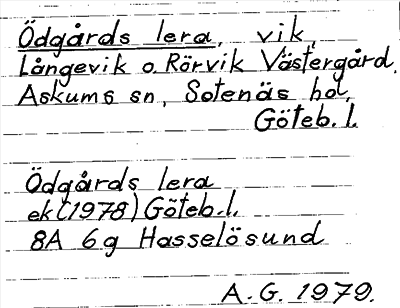 Ödgårds lera, vik,
Långevik o. Rörvik Västergård,
Askums sn, Sotenäs hd,
Göteb. l.
Ödgårds lera
ek (1978) Göteb. l.
8A 6g Hasselösund
A. G. 1979.